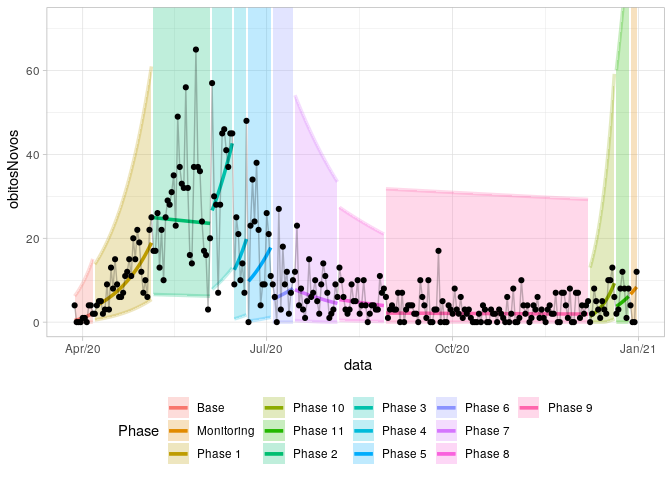 60
40
20
0
obitosNovos
Apr/20 Jul/20 Oct/20 Jan/21
data
Phase
Base Phase 10 Phase 3 Phase 6 Phase 9
Monitoring Phase 11 Phase 4 Phase 7
Phase 1 Phase 2 Phase 5 Phase 8